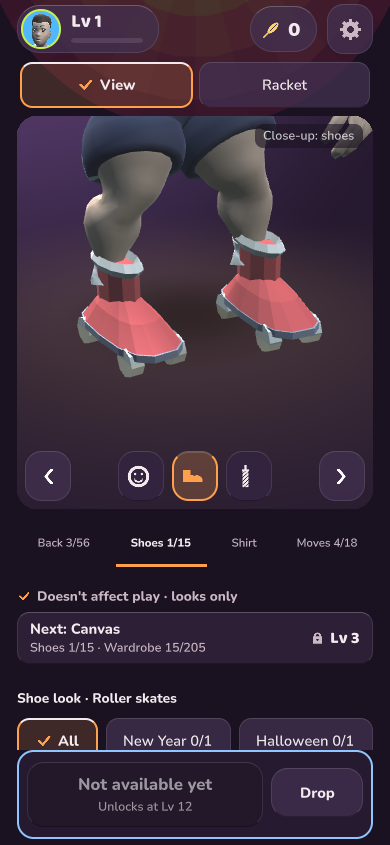 Lv 1
0
View
Racket
Close-up: shoes
Back 3/56
Shoes 1/15
Shirt
Moves 4/18
Doesn't affect play · looks only
Next: Canvas
Shoes 1/15 · Wardrobe 15/205
Lv 3
Shoe look · Roller skates
All
New Year 0/1
Halloween 0/1
Not available yet
Unlocks at Lv 12
Drop